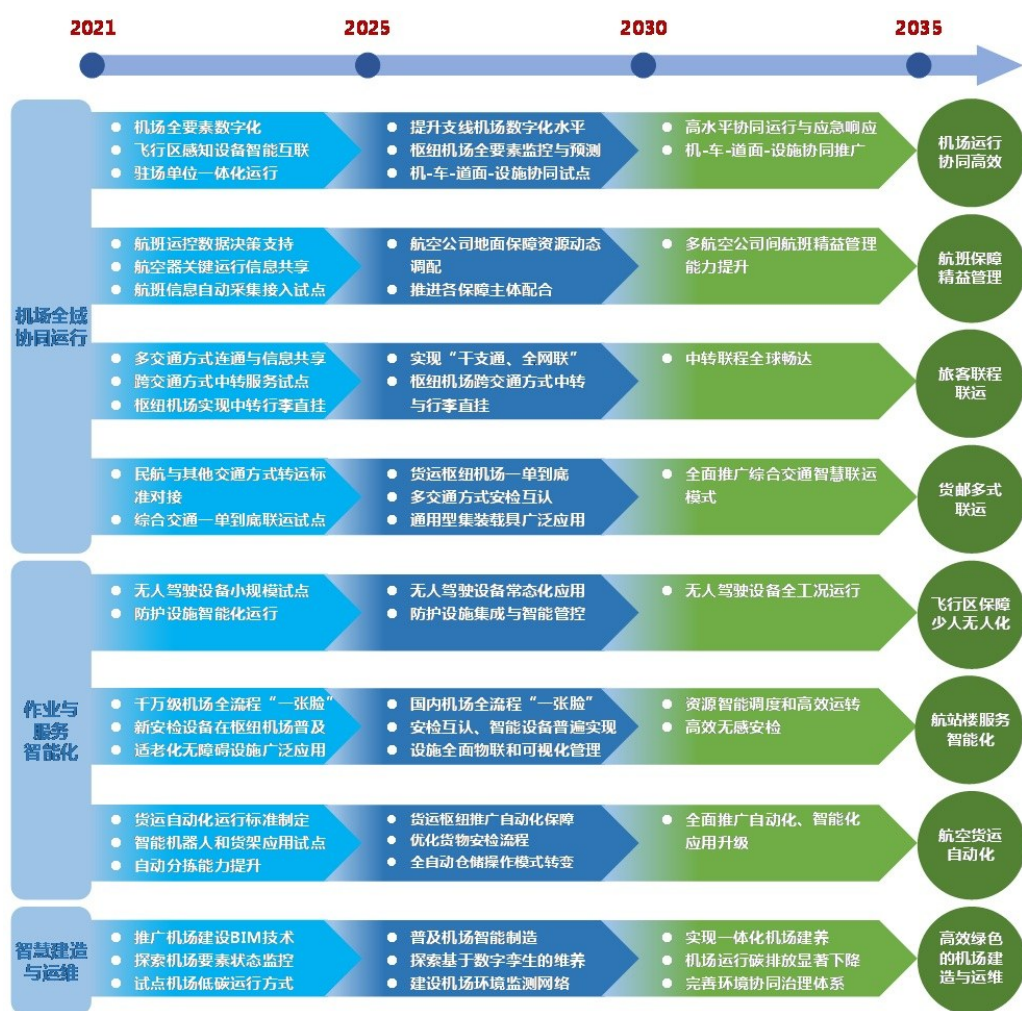 2021
2025
2030
2035
机场全域
协同运行
机场全要素数字化
飞行区感知设备智能互联
驻场单位一体化运行
提升支线机场数字化水平
枢纽机场全要素监控与预测
机-车-道面-设施协同试点
高水平协同运行与应急响应
机-车-道面-设施协同推广
机场运行
协同高效
航班运控数据决策支持
航空器关键运行信息共享
航班信息自动采集接入试点
航空公司地面保障资源动态
调配
推进各保障主体配合
多航空公司间航班精益管理
能力提升
航班保障
精益管理
多交通方式连通与信息共享
跨交通方式中转服务试点
枢纽机场实现中转行李直挂
实现“干支通、全网联”
枢纽机场跨交通方式中转
与行李直挂
中转联程全球畅达
旅客联程
联运
民航与其他交通方式转运标
准对接
综合交通一单到底联运试点
货运枢纽机场一单到底
多交通方式安检互认
通用型集装载具广泛应用
全面推广综合交通智慧联运
模式
货邮多式
联运
作业与
服务
智能化
无人驾驶设备小规模试点
防护设施智能化运行
无人驾驶设备常态化应用
防护设施集成与智能管控
无人驾驶设备全工况运行
飞行区保障
少人无人化
千万级机场全流程“一张脸”
新安检设备在枢纽机场普及
适老化无障碍设施广泛应用
国内机场全流程“一张脸”
安检互认、智能设备普遍实现
设施全面物联和可视化管理
资源智能调度和高效运转
高效无感安检
航站楼服务
智能化
货运自动化运行标准制定
智能机器人和货架应用试点
自动分拣能力提升
货运枢纽推广自动化保障
优化货物安检流程
全自动仓储操作模式转变
全面推广自动化、智能化
应用升级
航空货运
自动化
智慧建造
与运维
推广机场建设BIM技术
探索机场要素状态监控
试点机场低碳运行方式
普及机场智能制造
探索基于数字孪生的维养
建设机场环境监测网络
实现一体化机场建养
机场运行碳排放显著下降
完善环境协同治理体系
高效绿色
的机场建
造与运维